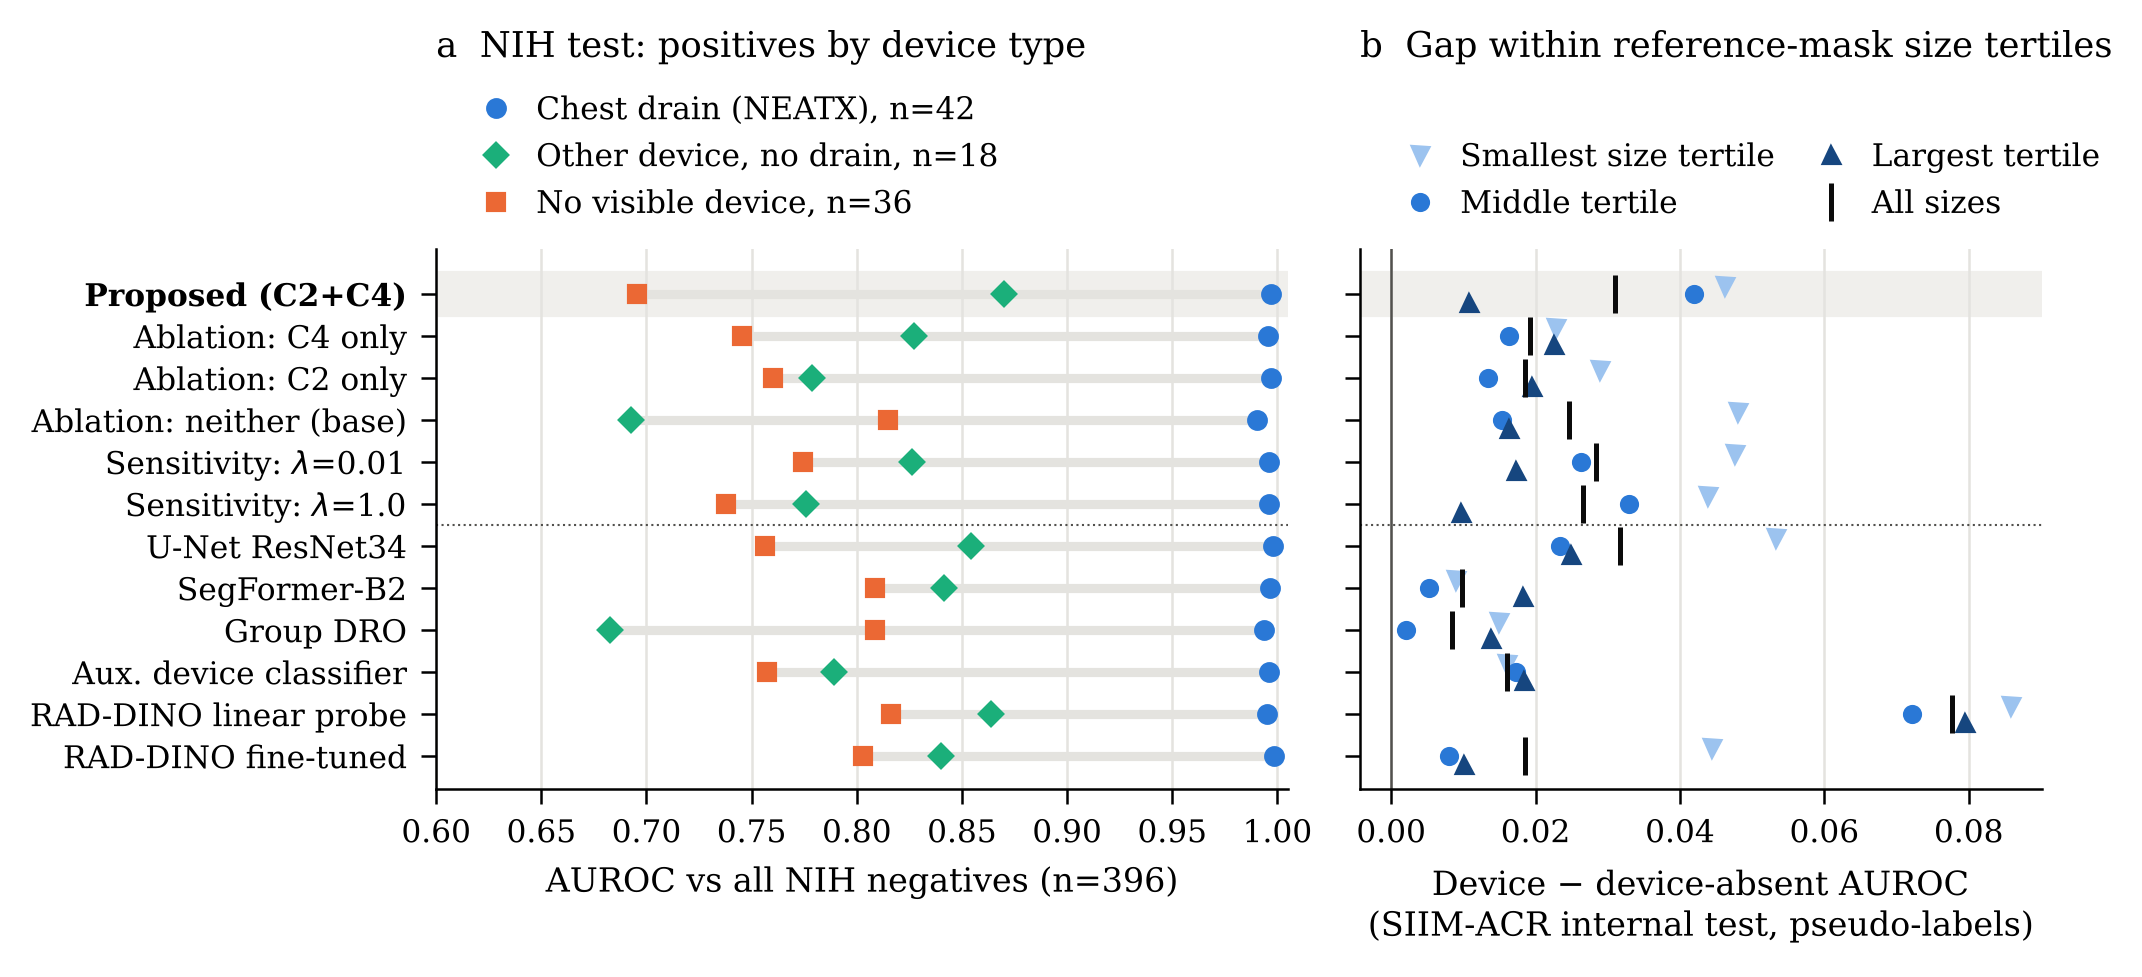 a NIH test: positives by device type
Chest drain (NEATX), n=42
Other device, no drain, n=18
No visible device, n=36
Proposed (C2+C4)
Ablation: C4 only
Ablation: C2 only
Ablation: neither (base)
Sensitivity: λ=0.01
Sensitivity: λ=1.0
U-Net ResNet34
SegFormer-B2
Group DRO
Aux. device classifier
RAD-DINO linear probe
RAD-DINO fine-tuned
0.60 0.65 0.70 0.75 0.80 0.85 0.90 0.95 1.00
AUROC vs all NIH negatives (n=396)
b Gap within reference-mask size tertiles
Smallest size tertile
Middle tertile
Largest tertile
All sizes
0.00 0.02 0.04 0.06 0.08
Device − device-absent AUROC
(SIIM-ACR internal test, pseudo-labels)